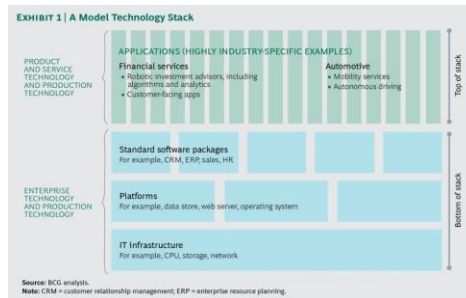 EXHIBIT 1 | A Model Technology Stack
PRODUCT
AND SERVICE
TECHNOLOGY
AND PRODUCTION
TECHNOLOGY
APPLICATIONS (HIGHLY INDUSTRY-SPECIFIC EXAMPLES)
Financial services
• Robotic investment advisors, including
algorithms and analytics
• Customer-facing apps
Automotive
• Mobility services
• Autonomous driving
Top of stack
ENTERPRISE
TECHNOLOGY
AND PRODUCTION
TECHNOLOGY
Standard software packages
For example, CRM, ERP, sales, HR
Platforms
For example, data store, web server, operating system
IT Infrastructure
For example, CPU, storage, network
Bottom of stack
Source: BCG analysis.
Note: CRM = customer relationship management; ERP = enterprise resource planning.